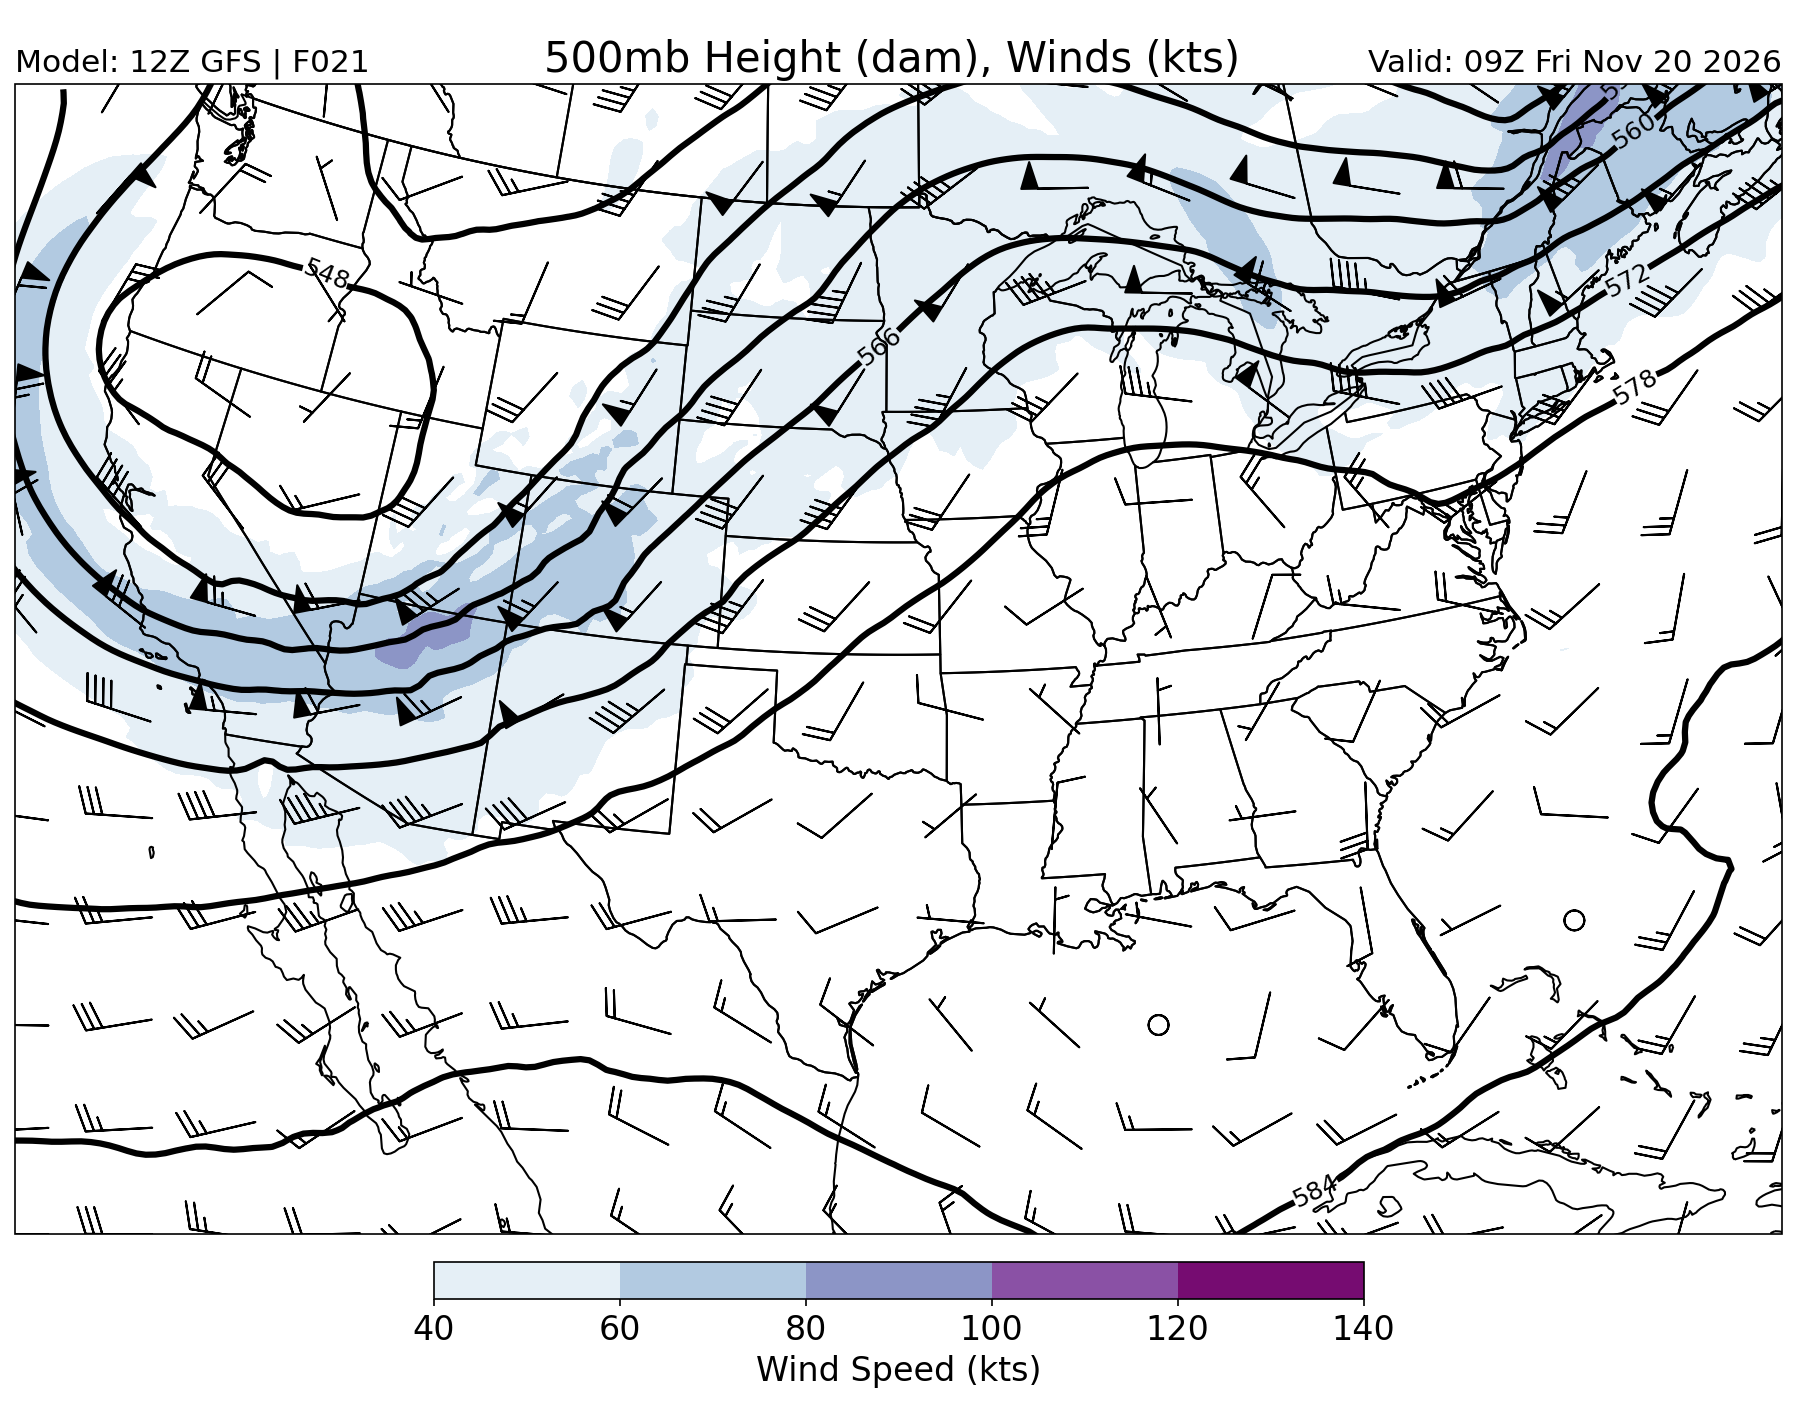 Model: 12Z GFS | F021
500mb Height (dam), Winds (kts)
Valid: 09Z Fri Nov 20 2026
560
548
572
566
578
584
40 60 80 100 120 140
Wind Speed (kts)